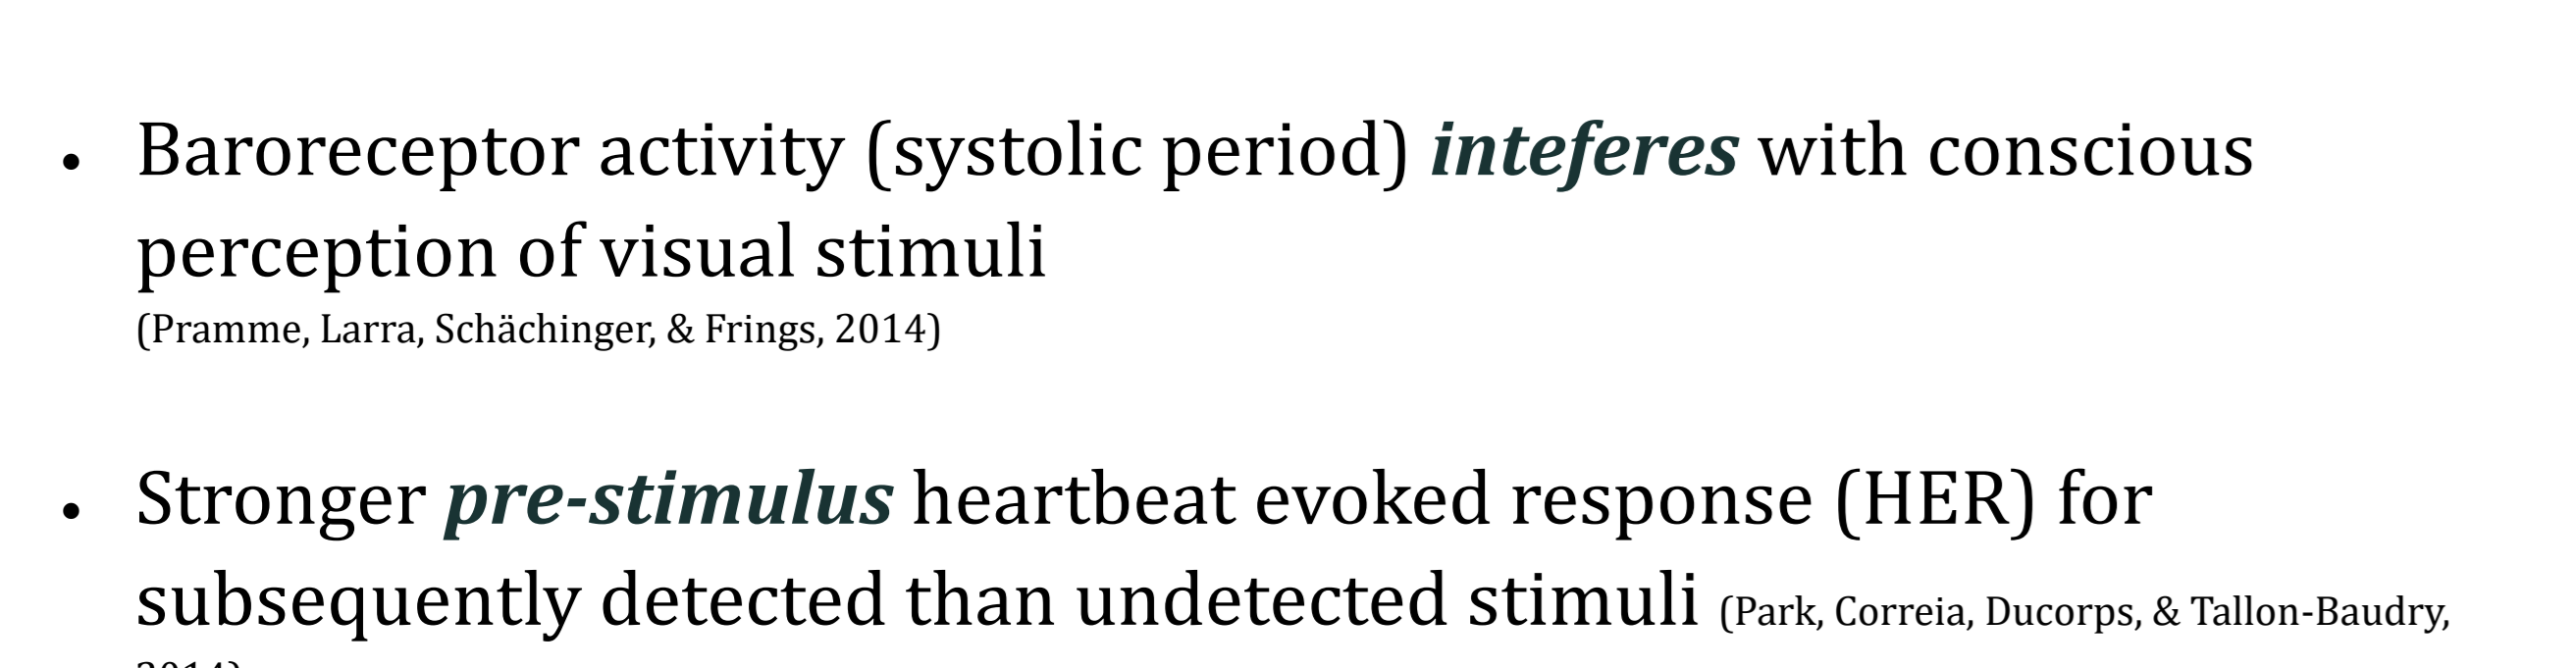 • Baroreceptor activity (systolic period) inteferes with conscious
perception of visual stimuli
(Pramme, Larra, Schächinger, & Frings, 2014)
• Stronger pre-stimulus heartbeat evoked response (HER) for
subsequently detected than undetected stimuli (Park, Correia, Ducorps, & Tallon-Baudry,
2014)